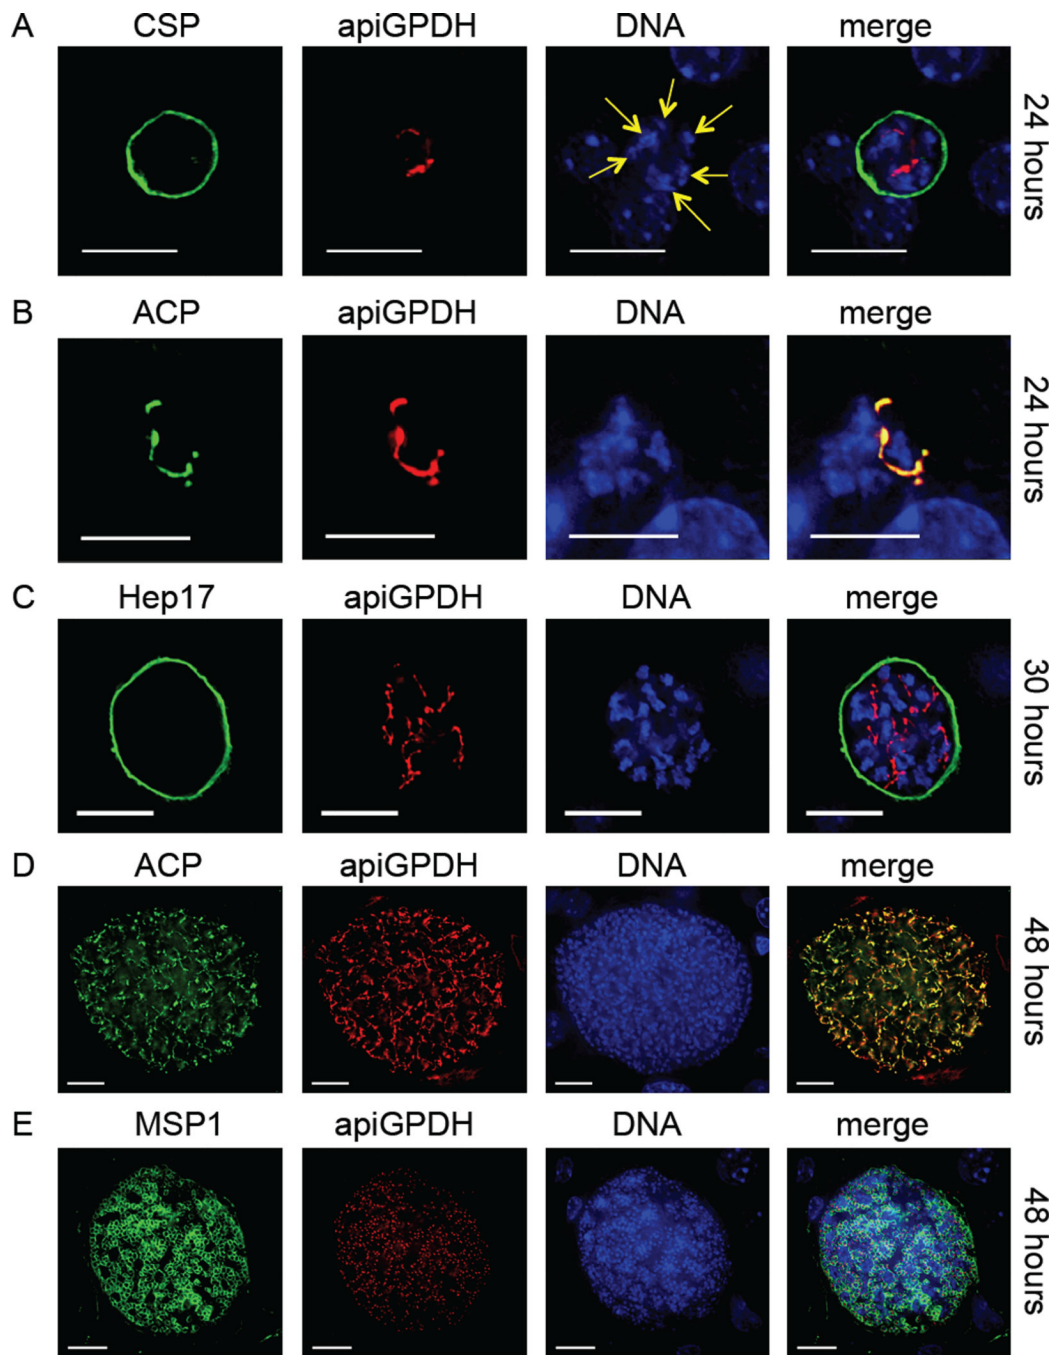 A CSP apiGPDH DNA merge 24 hours
B ACP apiGPDH DNA merge 24 hours
C Hep17 apiGPDH DNA merge 30 hours
D ACP apiGPDH DNA merge 48 hours
E MSP1 apiGPDH DNA merge 48 hours